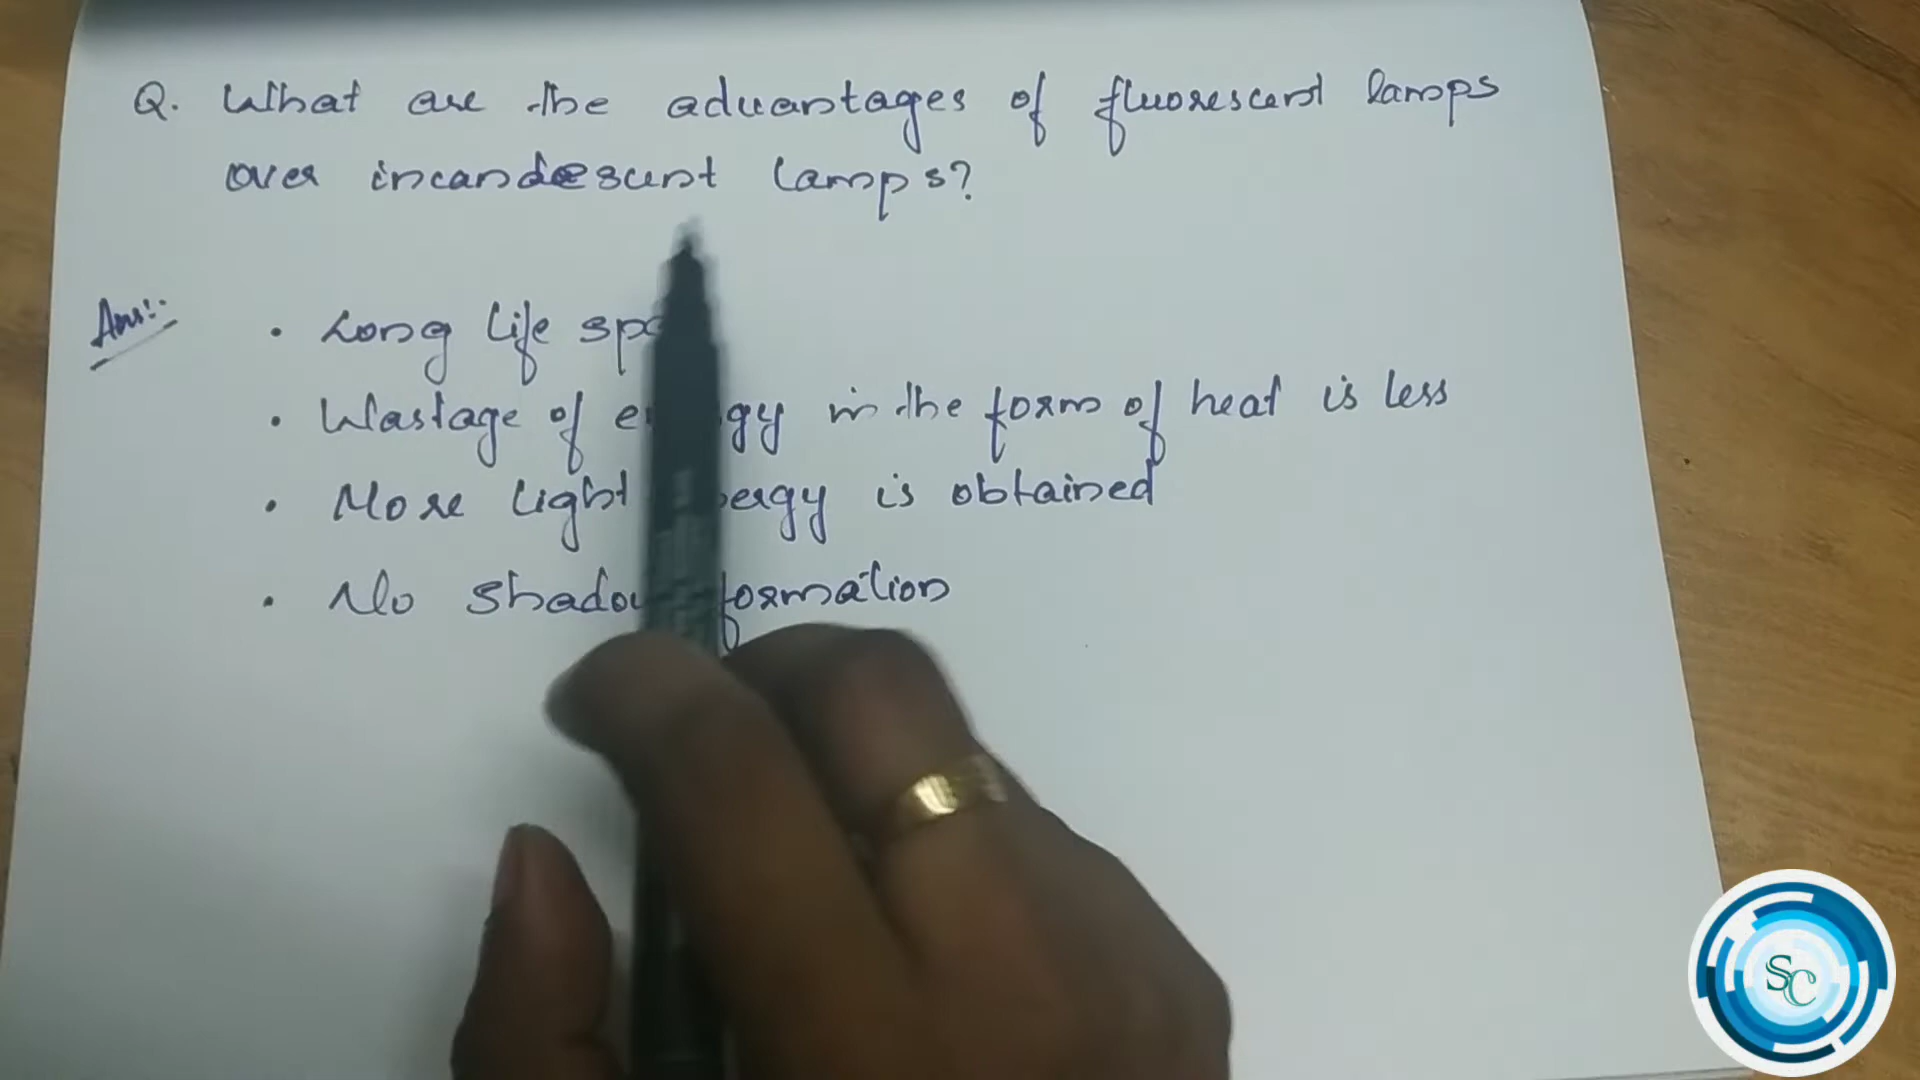 Q. What are the advantages of fluorescent lamps
over incandescent lamps?
Ans:-
• Long life
• Wastage of energy in the form of heat is less
• More light energy is obtained
• No shadow formation
SC